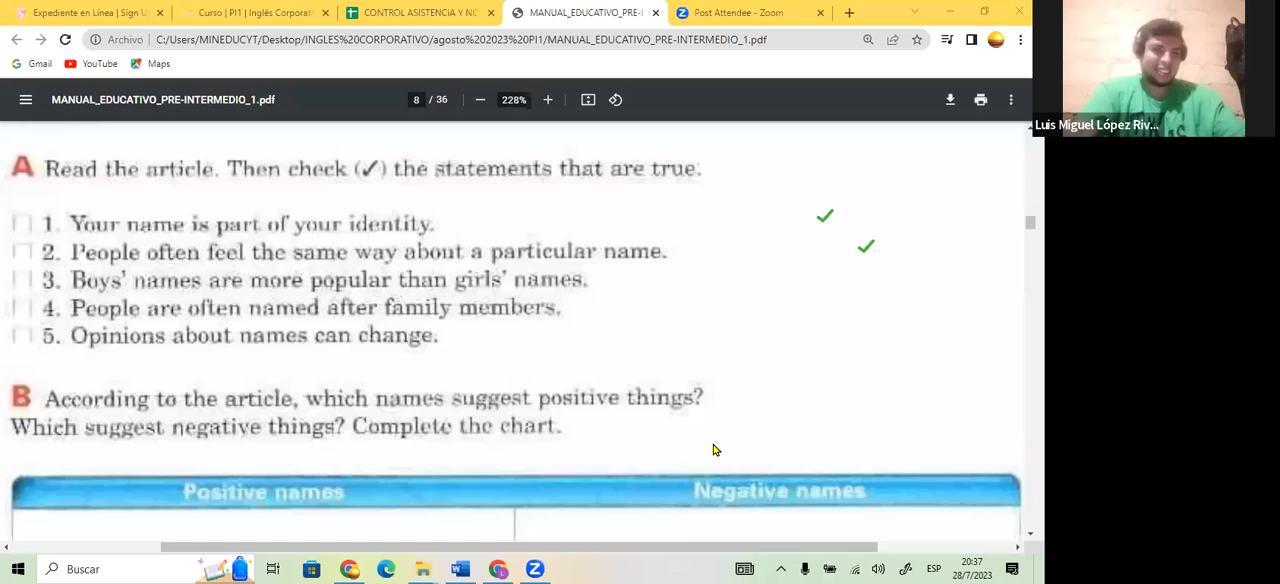 Expediente en Línea | Sign U
Curso | PI1 | Inglés Corporati
CONTROL ASISTENCIA Y NO
MANUAL_EDUCATIVO_PRE-I
Post Attendee - Zoom
Archivo
C:/Users/MINEDUCYT/Desktop/INGLES%20CORPORATIVO/agosto%202023%20PI1/MANUAL_EDUCATIVO_PRE-INTERMEDIO_1.pdf
Gmail
YouTube
Maps
MANUAL_EDUCATIVO_PRE-INTERMEDIO_1.pdf
8 / 36
228%
Luis Miguel López Riv...
A Read the article. Then check (✓) the statements that are true.
1. Your name is part of your identity.
2. People often feel the same way about a particular name.
3. Boys' names are more popular than girls' names.
4. People are often named after family members.
5. Opinions about names can change.
B According to the article, which names suggest positive things?
Which suggest negative things? Complete the chart.
Positive names
Negative names
Buscar
ESP
20:37
28/7/2023